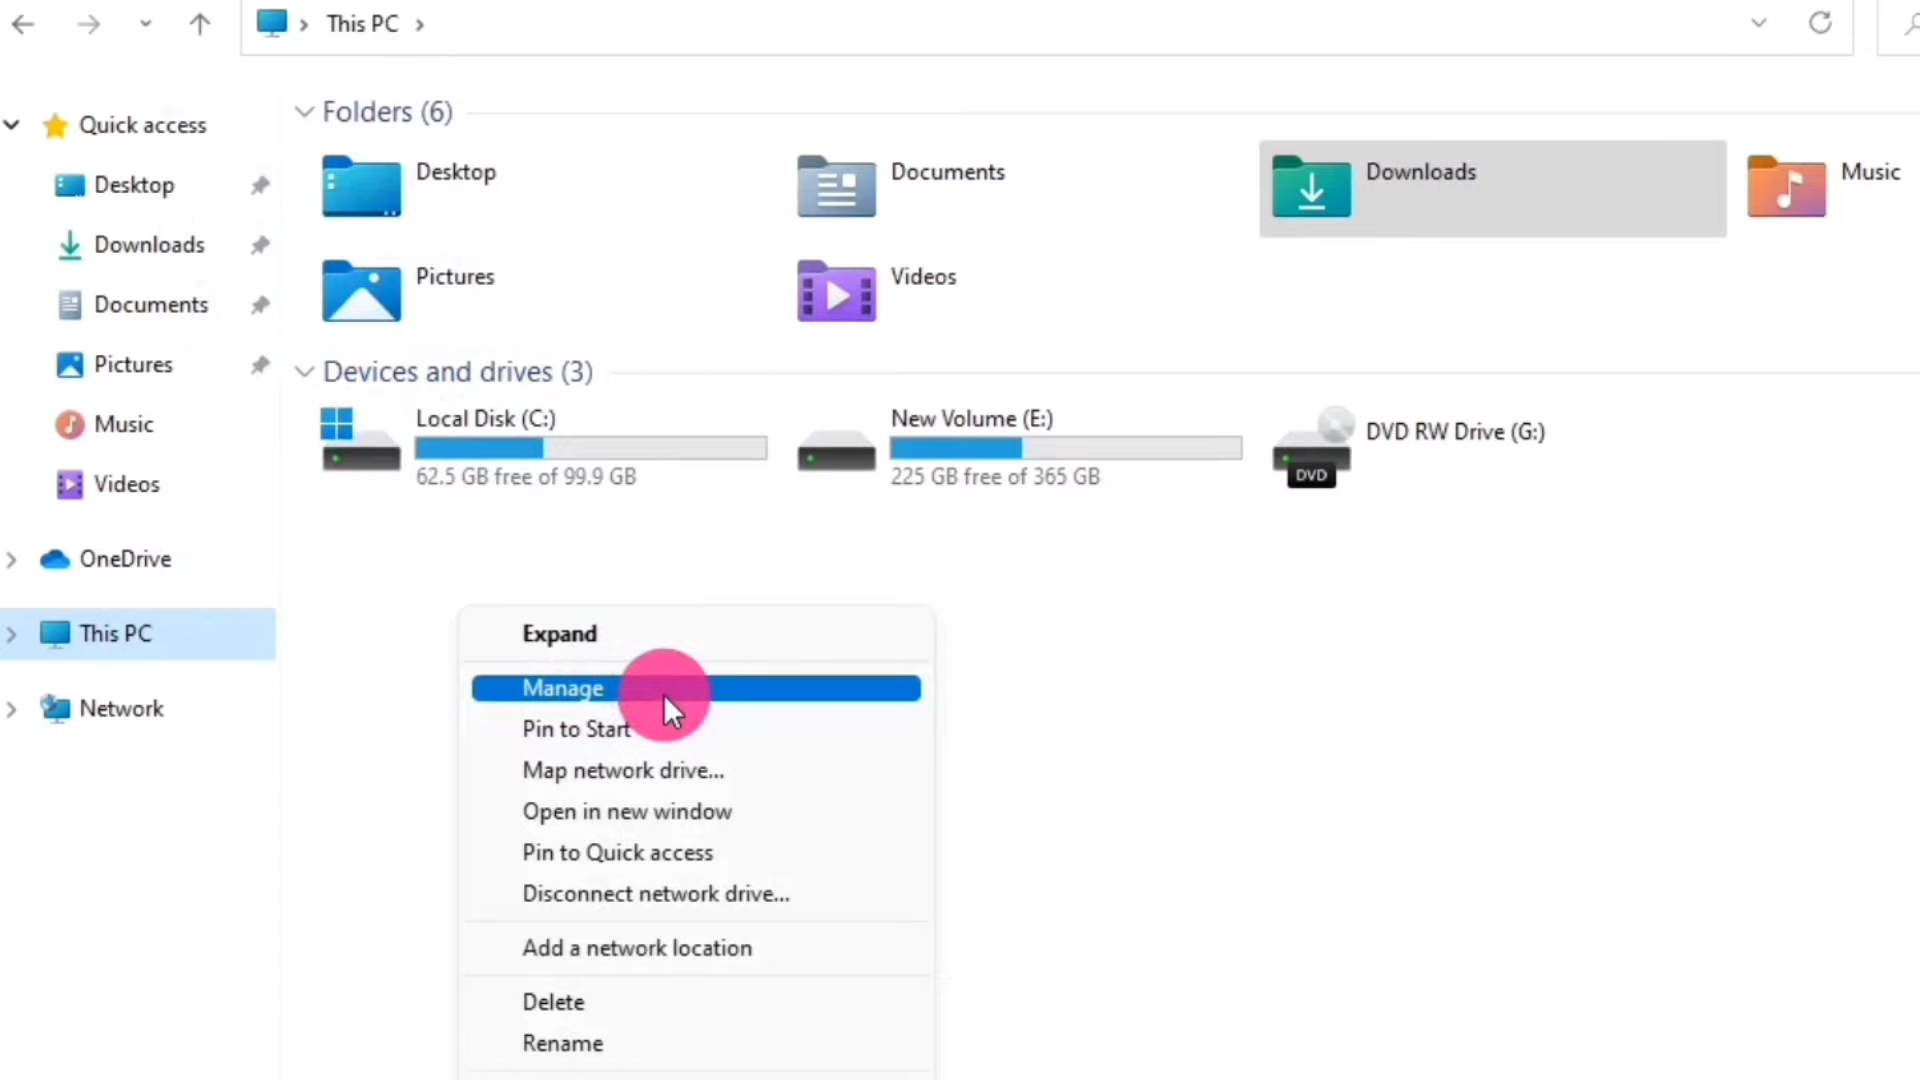 This PC
Quick access
Desktop
Downloads
Documents
Pictures
Music
Videos
OneDrive
This PC
Network
Folders (6)
Desktop
Documents
Downloads
Music
Pictures
Videos
Devices and drives (3)
Local Disk (C:)
62.5 GB free of 99.9 GB
New Volume (E:)
225 GB free of 365 GB
DVD RW Drive (G:)
DVD
Expand
Manage
Pin to Start
Map network drive...
Open in new window
Pin to Quick access
Disconnect network drive...
Add a network location
Delete
Rename